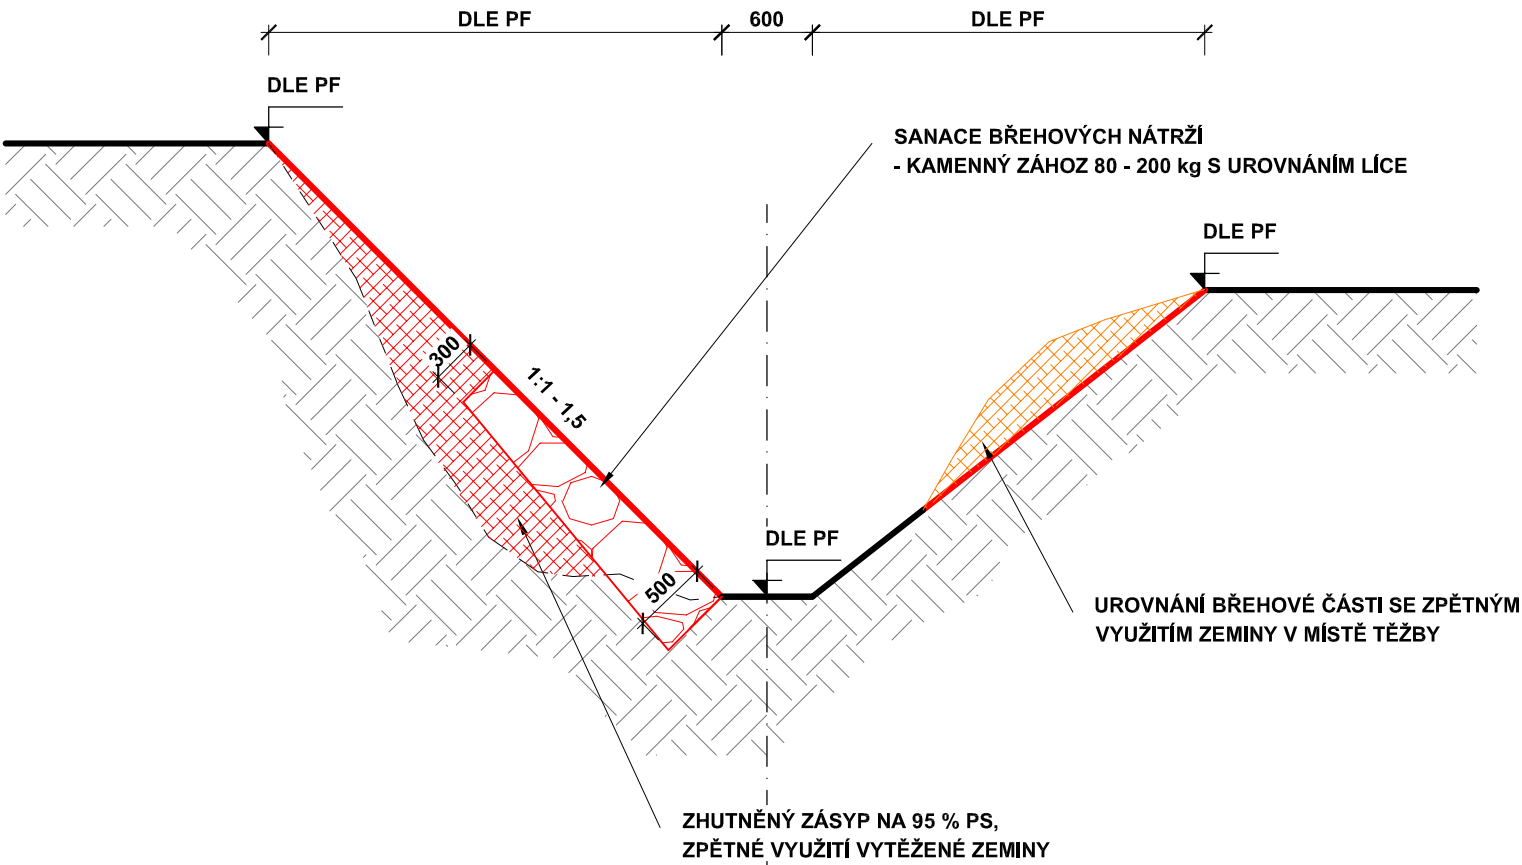 DLE PF
600
DLE PF
DLE PF
SANACE BŘEHOVÝCH NÁTRŽÍ
- KAMENNÝ ZÁHOZ 80 - 200 kg S UROVNÁNÍM LÍCE
DLE PF
300
1:1 - 1,5
DLE PF
500
UROVNÁNÍ BŘEHOVÉ ČÁSTI SE ZPĚTNÝM
VYUŽITÍM ZEMINY V MÍSTĚ TĚŽBY
ZHUTNĚNÝ ZÁSYP NA 95 % PS,
ZPĚTNÉ VYUŽITÍ VYTĚŽENÉ ZEMINY